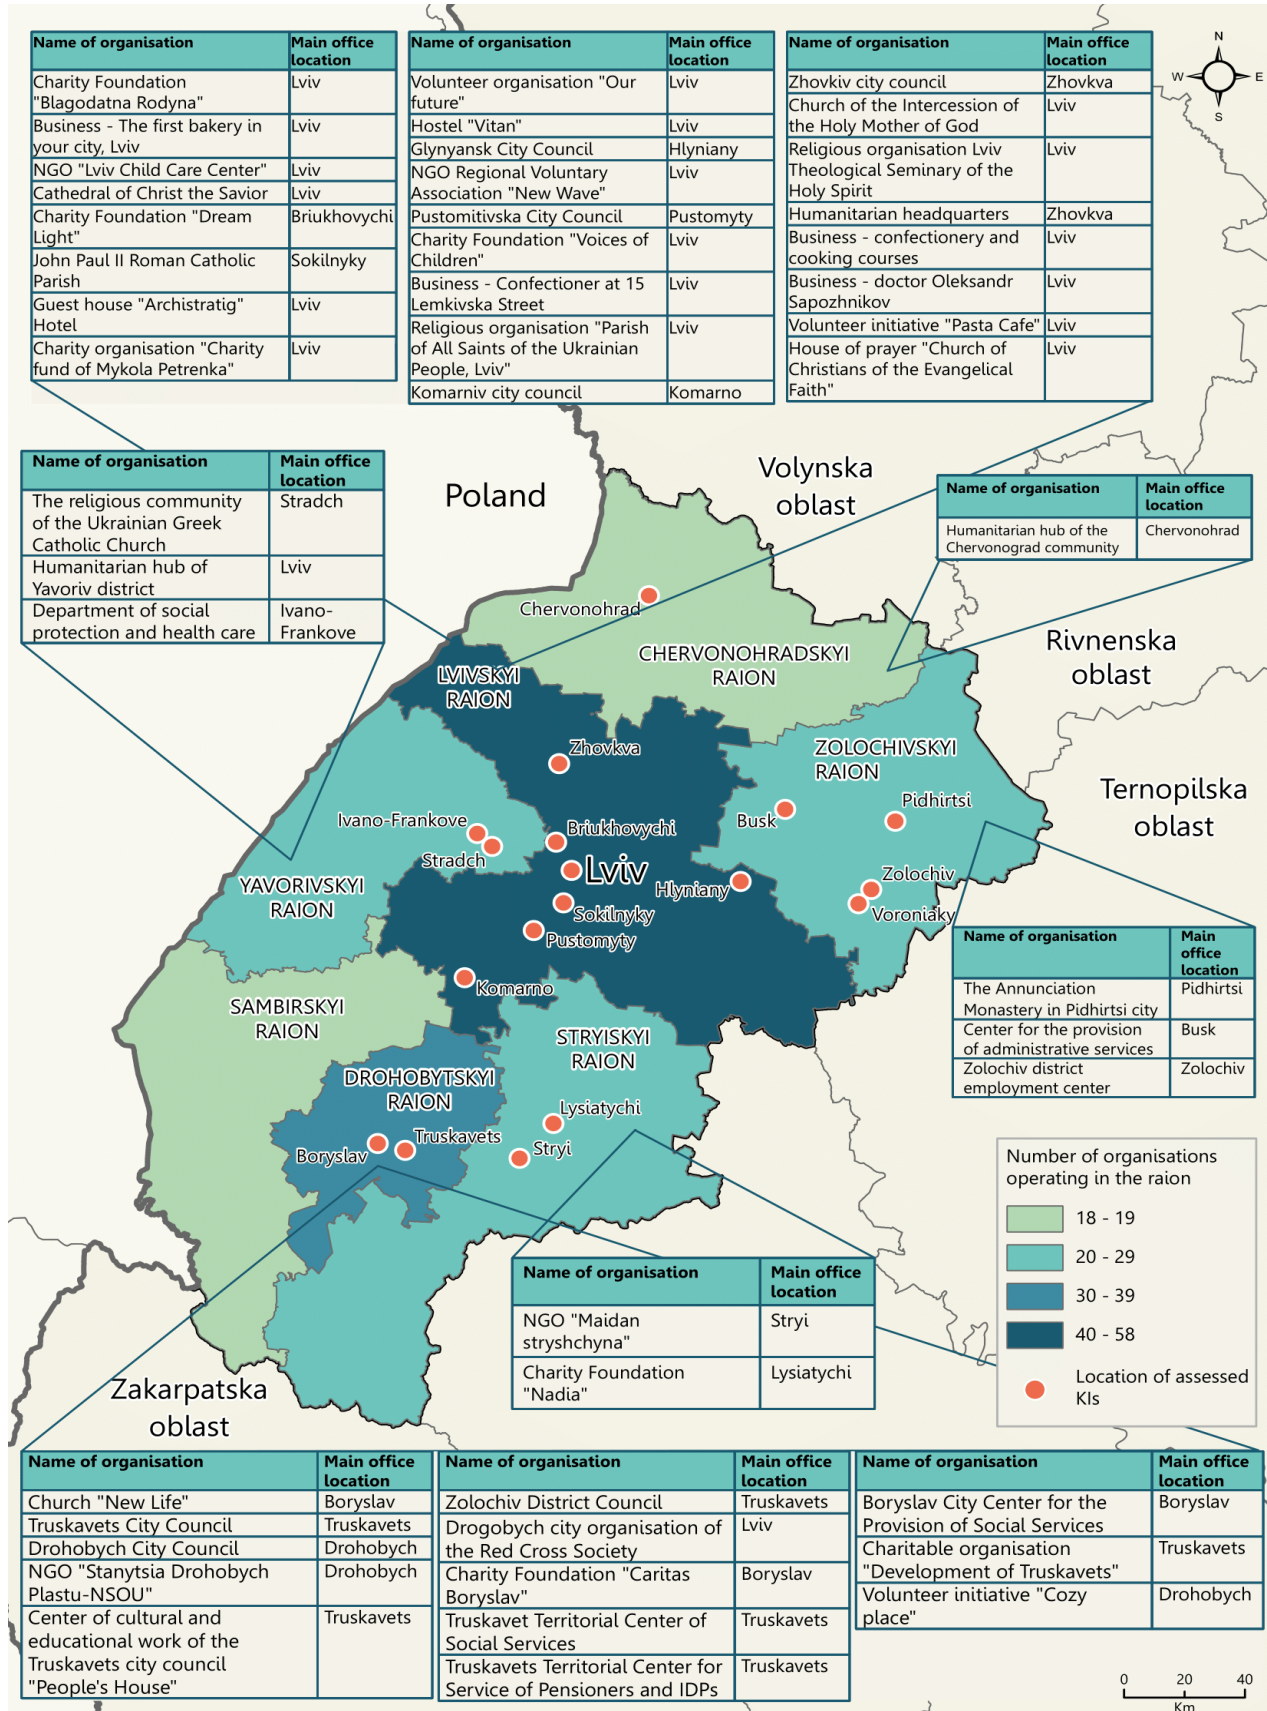 Name of organisation
Main office
location
Charity Foundation
"Blagodatna Rodyna"
Lviv
Business - The first bakery in
your city, Lviv
Lviv
NGO "Lviv Child Care Center"
Lviv
Cathedral of Christ the Savior
Lviv
Charity Foundation "Dream
Light"
Briukhovychi
John Paul II Roman Catholic
Parish
Sokilnyky
Guest house "Archistratig"
Hotel
Lviv
Charity organisation "Charity
fund of Mykola Petrenka"
Lviv
Name of organisation
Main office
location
Volunteer organisation "Our
future"
Lviv
Hostel "Vitan"
Lviv
Glynyansk City Council
Hlyniany
NGO Regional Voluntary
Association "New Wave"
Lviv
Pustomitivska City Council
Pustomyty
Charity Foundation "Voices of
Children"
Lviv
Business - Confectioner at 15
Lemkivska Street
Lviv
Religious organisation "Parish
of All Saints of the Ukrainian
People, Lviv"
Lviv
Komarniv city council
Komarno
Name of organisation
Main office
location
Zhovkiv city council
Zhovkva
Church of the Intercession of
the Holy Mother of God
Lviv
Religious organisation Lviv
Theological Seminary of the
Holy Spirit
Lviv
Humanitarian headquarters
Zhovkva
Business - confectionery and
cooking courses
Lviv
Business - doctor Oleksandr
Sapozhnikov
Lviv
Volunteer initiative "Pasta Cafe"
Lviv
House of prayer "Church of
Christians of the Evangelical
Faith"
Lviv
N
W
E
S
Name of organisation
Main office
location
The religious community
of the Ukrainian Greek
Catholic Church
Stradch
Humanitarian hub of
Yavoriv district
Lviv
Department of social
protection and health care
Ivano-
Frankove
Poland
Volynska
oblast
Name of organisation
Main office
location
Humanitarian hub of the
Chervonograd community
Chervonohrad
Chervonohrad
CHERVONOHRADSKYI
RAION
Rivnenska
oblast
LVIVSKYI
RAION
Zhovkva
ZOLOCHIVSKYI
RAION
Ternopilska
oblast
Pidhirtsi
Busk
Ivano-Frankove
Briukhovychi
Stradch
Lviv
Hlyniany
Zolochiv
Voroniaky
YAVORIVSKYI
RAION
Sokilnyky
Pustomyty
Komarno
Name of organisation
Main
office
location
The Annunciation
Monastery in Pidhirtsi city
Pidhirtsi
Center for the provision
of administrative services
Busk
Zolochiv district
employment center
Zolochiv
SAMBIRSKYI
RAION
STRYISKYI
RAION
DROHOBYTSKYI
RAION
Lysiatychi
Truskavets
Boryslav
Stryi
Number of organisations
operating in the raion
18 - 19
20 - 29
30 - 39
40 - 58
Location of assessed
KIs
Name of organisation
Main office
location
NGO "Maidan
stryshchyna"
Stryi
Charity Foundation
"Nadia"
Lysiatychi
Zakarpatska
oblast
Name of organisation
Main office
location
Church "New Life"
Boryslav
Truskavets City Council
Truskavets
Drohobych City Council
Drohobych
NGO "Stanytsia Drohobych
Plastu-NSOU"
Drohobych
Center of cultural and
educational work of the
Truskavets city council
"People's House"
Truskavets
Name of organisation
Main office
location
Zolochiv District Council
Truskavets
Drogobych city organisation of
the Red Cross Society
Lviv
Charity Foundation "Caritas
Boryslav"
Boryslav
Truskavet Territorial Center of
Social Services
Truskavets
Truskavets Territorial Center for
Service of Pensioners and IDPs
Truskavets
Name of organisation
Main office
location
Boryslav City Center for the
Provision of Social Services
Boryslav
Charitable organisation
"Development of Truskavets"
Truskavets
Volunteer initiative "Cozy
place"
Drohobych
0 20 40
Km